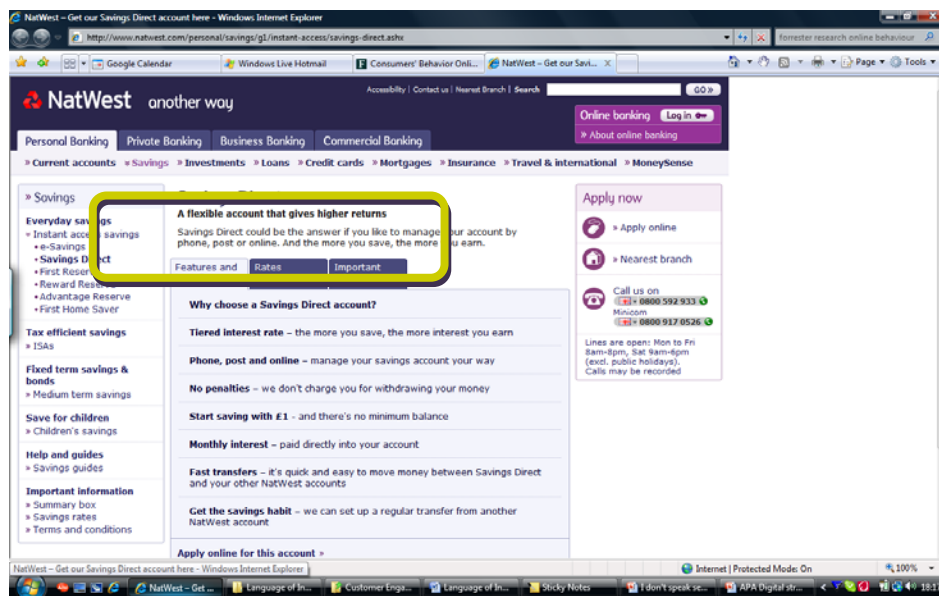 NatWest – Get our Savings Direct account here - Windows Internet Explorer
http://www.natwest.com/personal/savings/g1/instant-access/savings-direct.ashx
forrester research online behaviour
Google Calendar
Windows Live Hotmail
Consumers' Behavior Onli...
NatWest – Get our Savi...
Page
Tools
Accessibility | Contact us | Nearest Branch | Search
GO »
NatWest another way
Online banking
Log in
» About online banking
Personal Banking
Private Banking
Business Banking
Commercial Banking
» Current accounts
» Savings
» Investments
» Loans
» Credit cards
» Mortgages
» Insurance
» Travel & international
» MoneySense
» Savings
Everyday savings
Instant access savings
e-Savings
Savings Direct
First Reserve
Reward Reserve
Advantage Reserve
First Home Saver
Tax efficient savings
» ISAs
Fixed term savings &
bonds
» Medium term savings
Save for children
» Children's savings
Help and guides
» Savings guides
Important information
» Summary box
» Savings rates
» Terms and conditions
A flexible account that gives higher returns
Savings Direct could be the answer if you like to manage your account by
phone, post or online. And the more you save, the more you earn.
Features and
Rates
Important
Why choose a Savings Direct account?
Tiered interest rate – the more you save, the more interest you earn
Phone, post and online – manage your savings account your way
No penalties – we don't charge you for withdrawing your money
Start saving with £1 - and there's no minimum balance
Monthly interest – paid directly into your account
Fast transfers – it's quick and easy to move money between Savings Direct
and your other NatWest accounts
Get the savings habit – we can set up a regular transfer from another
NatWest account
Apply online for this account »
Apply now
» Apply online
» Nearest branch
Call us on
0800 592 933
Minicom
0800 917 0526
Lines are open: Mon to Fri
8am-8pm, Sat 9am-6pm
(excl. public holidays).
Calls may be recorded
NatWest – Get our Savings Direct account here - Windows Internet Explorer
Internet | Protected Mode: On
100%
NatWest – Get ...
Language of In...
Customer Enga...
Language of In...
Sticky Notes
I don't speak se...
APA Digital str...